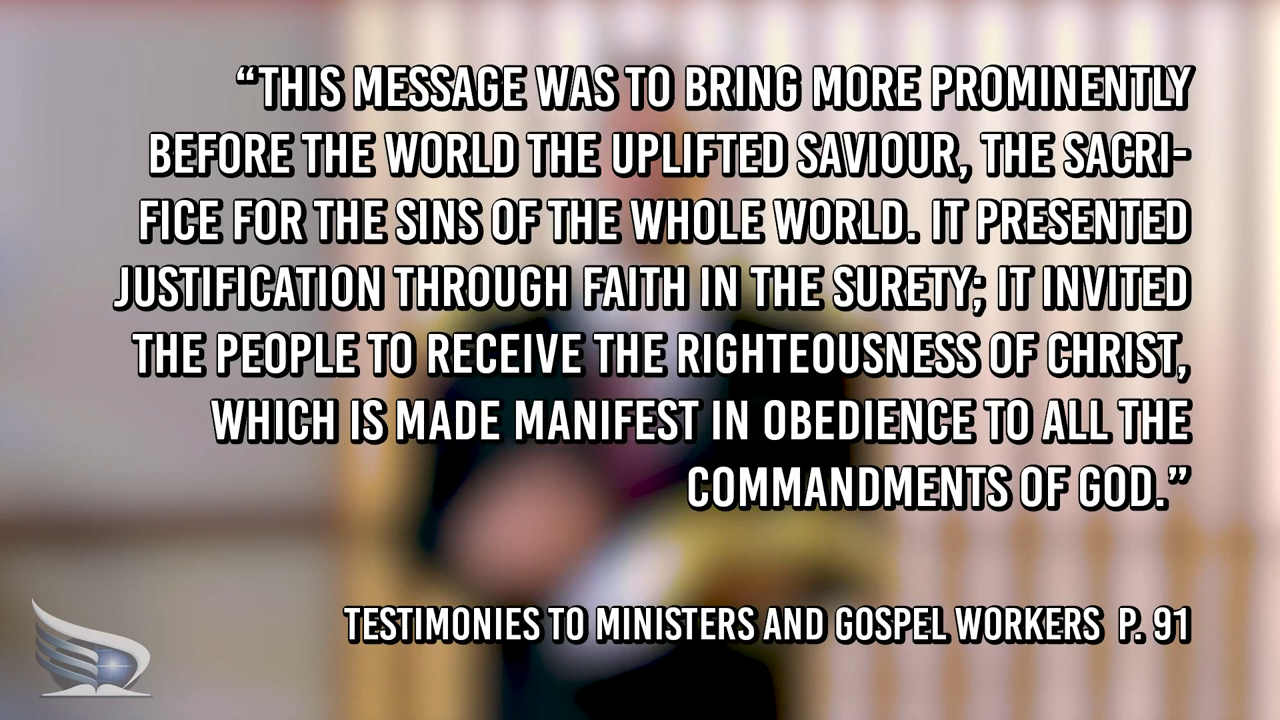 “THIS MESSAGE WAS TO BRING MORE PROMINENTLY
BEFORE THE WORLD THE UPLIFTED SAVIOUR, THE SACRI-
FICE FOR THE SINS OF THE WHOLE WORLD. IT PRESENTED
JUSTIFICATION THROUGH FAITH IN THE SURETY; IT INVITED
THE PEOPLE TO RECEIVE THE RIGHTEOUSNESS OF CHRIST,
WHICH IS MADE MANIFEST IN OBEDIENCE TO ALL THE
COMMANDMENTS OF GOD.”
TESTIMONIES TO MINISTERS AND GOSPEL WORKERS P. 91